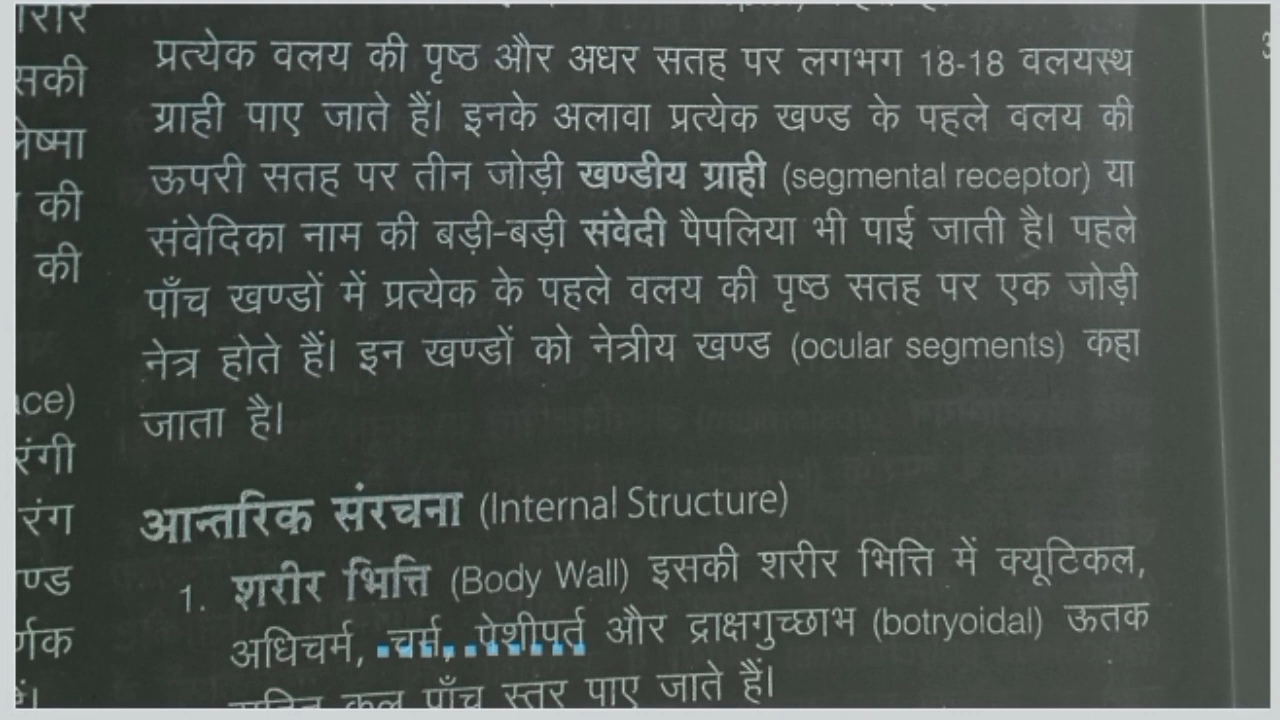 रीर
सकी
की
की
ace)
रंगी
रंग
ण्ड
र्णक
प्रत्येक वलय की पृष्ठ और अधर सतह पर लगभग 18-18 वलयस्थ
ग्राही पाए जाते हैं। इनके अलावा प्रत्येक खण्ड के पहले वलय की
ऊपरी सतह पर तीन जोड़ी खण्डीय ग्राही (segmental receptor) या
संवेदिका नाम की बड़ी-बड़ी संवेदी पैपलिया भी पाई जाती है। पहले
पाँच खण्डों में प्रत्येक के पहले वलय की पृष्ठ सतह पर एक जोड़ी
नेत्र होते हैं। इन खण्डों को नेत्रीय खण्ड (ocular segments) कहा
जाता है।
आन्तरिक संरचना (Internal Structure)
1. शरीर भित्ति (Body Wall) इसकी शरीर भित्ति में क्यूटिकल,
अधिचर्म, चर्म, पेशीपर्त और द्राक्षगुच्छाभ (botryoidal) ऊतक
कुल पाँच स्तर पाए जाते हैं।